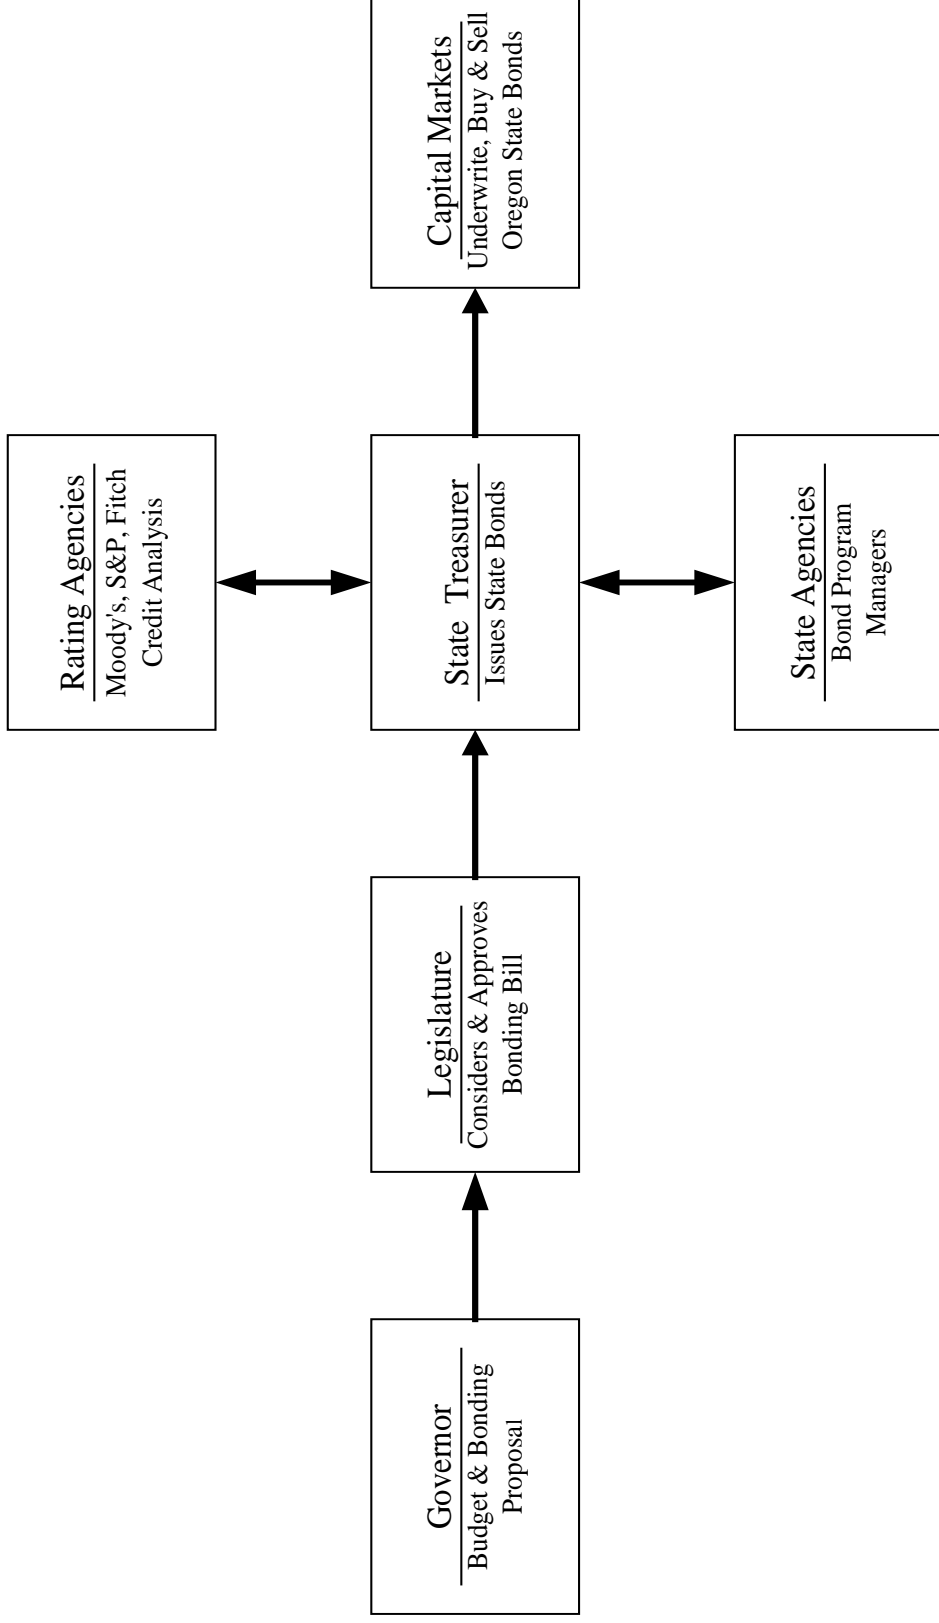 Rating Agencies
Moody's, S&P, Fitch
Credit Analysis
Governor
Budget & Bonding
Proposal
Legislature
Considers & Approves
Bonding Bill
State Treasurer
Issues State Bonds
Capital Markets
Underwrite, Buy & Sell
Oregon State Bonds
State Agencies
Bond Program
Managers